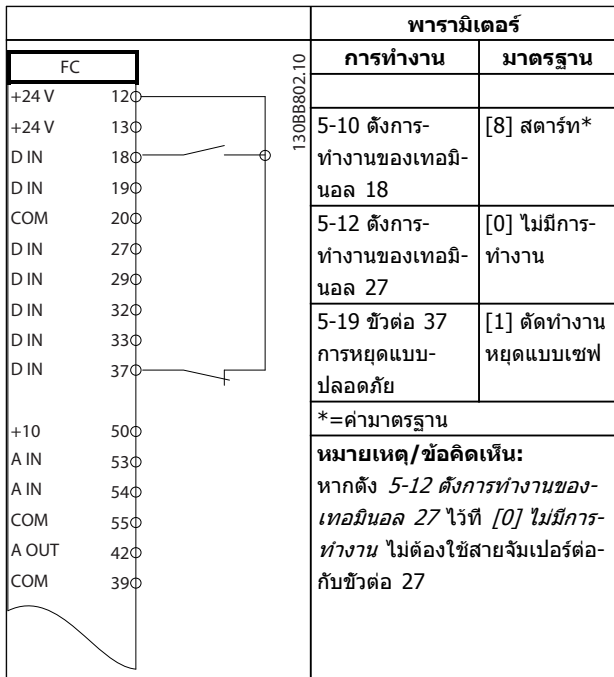 FC
+24 V 12
+24 V 13
D IN 18
D IN 19
COM 20
D IN 27
D IN 29
D IN 32
D IN 33
D IN 37
+10 50
A IN 53
A IN 54
COM 55
A OUT 42
COM 39
130BB802.10
พารามิเตอร์
การทำงาน มาตรฐาน
5-10 ตั้งการ-
ทำงานของเทอมิ-
นอล 18
[8] สตาร์ท*
5-12 ตั้งการ-
ทำงานของเทอมิ-
นอล 27
[0] ไม่มีการ-
ทำงาน
5-19 ขั้วต่อ 37
การหยุดแบบ-
ปลอดภัย
[1] ตัดทำงาน
หยุดแบบเซฟ
*=ค่ามาตรฐาน
หมายเหตุ/ข้อคิดเห็น:
หากตั้ง 5-12 ตั้งการทำงานของ-
เทอมินอล 27 ไว้ที่ [0] ไม่มีการ-
ทำงาน ไม่ต้องใช้สายจัมเปอร์ต่อ-
กับขั้วต่อ 27